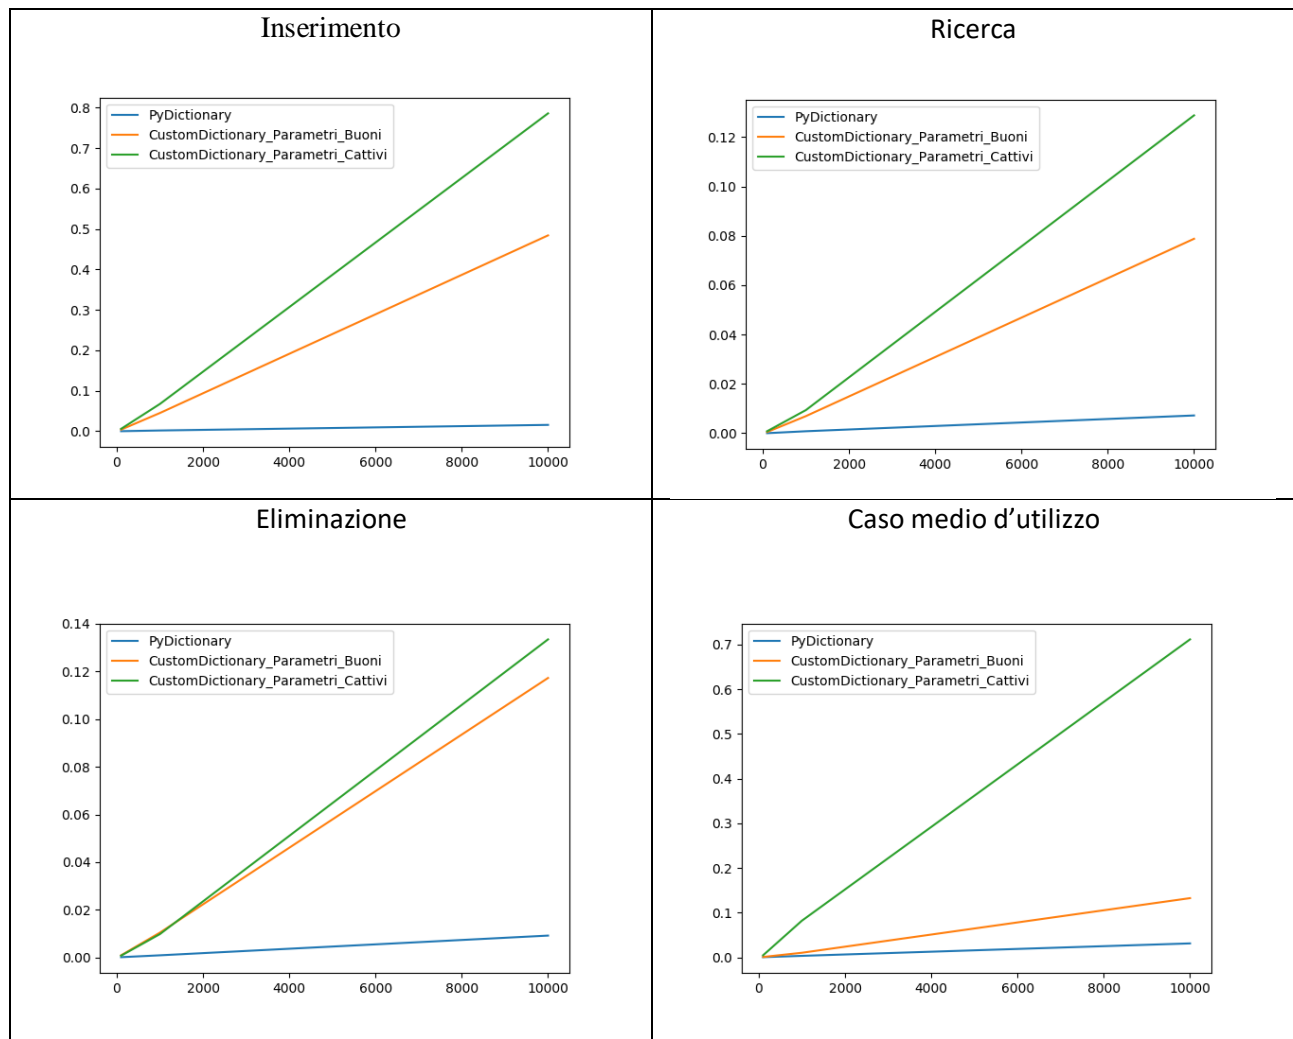 Inserimento
0.8
0.7
0.6
0.5
0.4
0.3
0.2
0.1
0.0
PyDictionary
CustomDictionary_Parametri_Buoni
CustomDictionary_Parametri_Cattivi
0 2000 4000 6000 8000 10000
Ricerca
0.12
0.10
0.08
0.06
0.04
0.02
0.00
PyDictionary
CustomDictionary_Parametri_Buoni
CustomDictionary_Parametri_Cattivi
0 2000 4000 6000 8000 10000
Eliminazione
0.14
0.12
0.10
0.08
0.06
0.04
0.02
0.00
PyDictionary
CustomDictionary_Parametri_Buoni
CustomDictionary_Parametri_Cattivi
0 2000 4000 6000 8000 10000
Caso medio d’utilizzo
0.7
0.6
0.5
0.4
0.3
0.2
0.1
0.0
PyDictionary
CustomDictionary_Parametri_Buoni
CustomDictionary_Parametri_Cattivi
0 2000 4000 6000 8000 10000